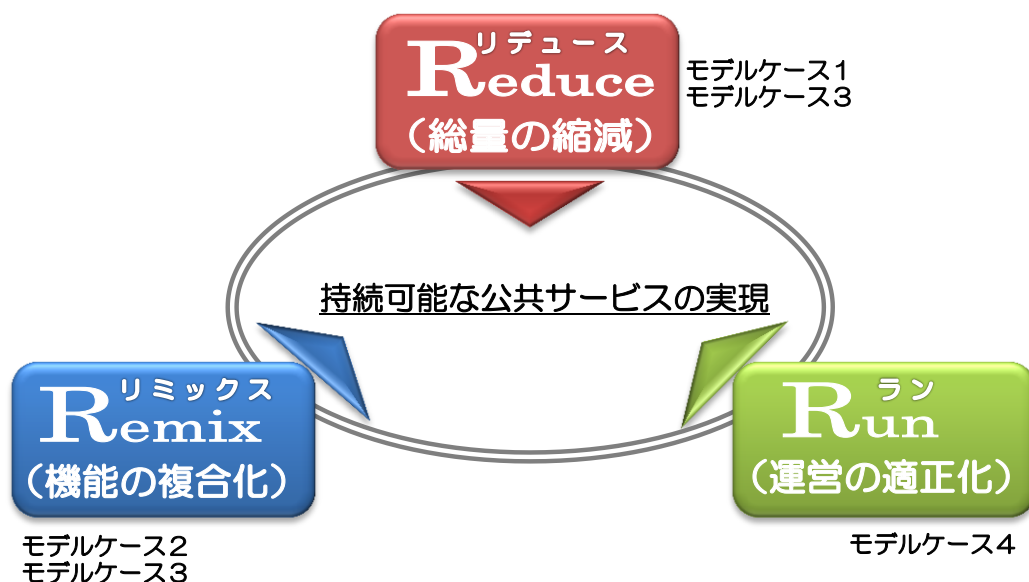 リデュース
Reduce
（総量の縮減）
モデルケース１
モデルケース３
持続可能な公共サービスの実現
リミックス
Remix
（機能の複合化）
モデルケース２
モデルケース３
ラン
Run
（運営の適正化）
モデルケース４